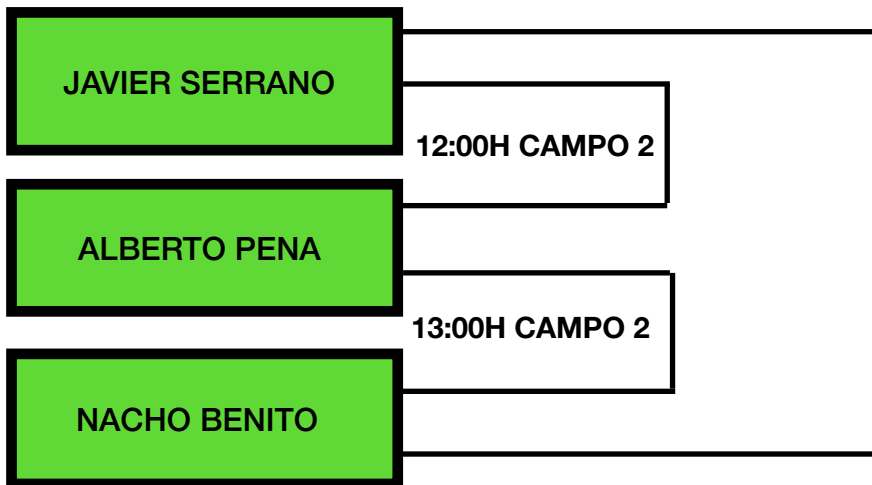 JAVIER SERRANO
12:00H CAMPO 2
ALBERTO PENA
13:00H CAMPO 2
NACHO BENITO